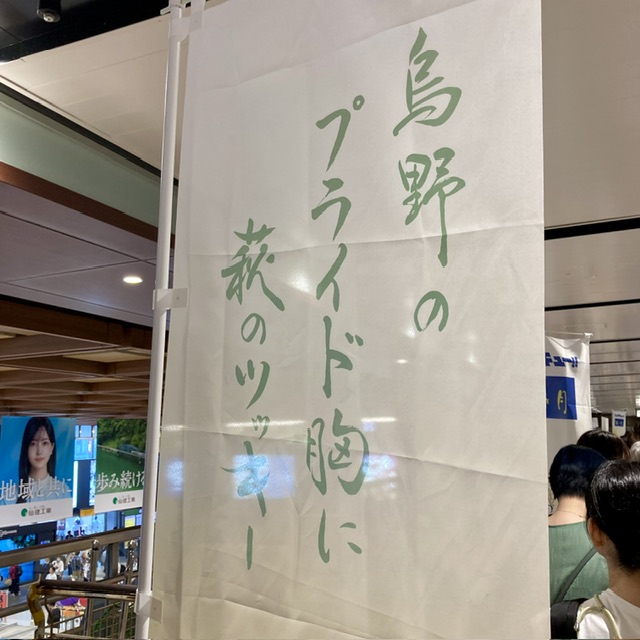 烏野の
プライド胸に
萩のツッキー
地域と共に
歩み続け
月